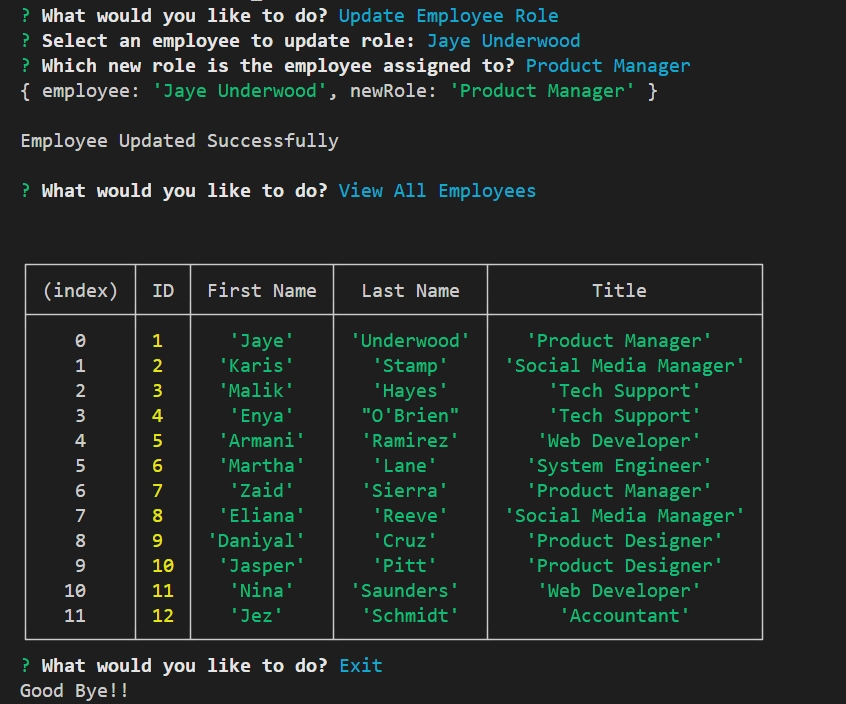 ? What would you like to do? Update Employee Role
? Select an employee to update role: Jaye Underwood
? Which new role is the employee assigned to? Product Manager
{ employee: 'Jaye Underwood', newRole: 'Product Manager' }
Employee Updated Successfully
? What would you like to do? View All Employees
(index) ID First Name Last Name Title
0 1 'Jaye' 'Underwood' 'Product Manager'
1 2 'Karis' 'Stamp' 'Social Media Manager'
2 3 'Malik' 'Hayes' 'Tech Support'
3 4 'Enya' "O'Brien" 'Tech Support'
4 5 'Armani' 'Ramirez' 'Web Developer'
5 6 'Martha' 'Lane' 'System Engineer'
6 7 'Zaid' 'Sierra' 'Product Manager'
7 8 'Eliana' 'Reeve' 'Social Media Manager'
8 9 'Daniyal' 'Cruz' 'Product Designer'
9 10 'Jasper' 'Pitt' 'Product Designer'
10 11 'Nina' 'Saunders' 'Web Developer'
11 12 'Jez' 'Schmidt' 'Accountant'
? What would you like to do? Exit
Good Bye!!